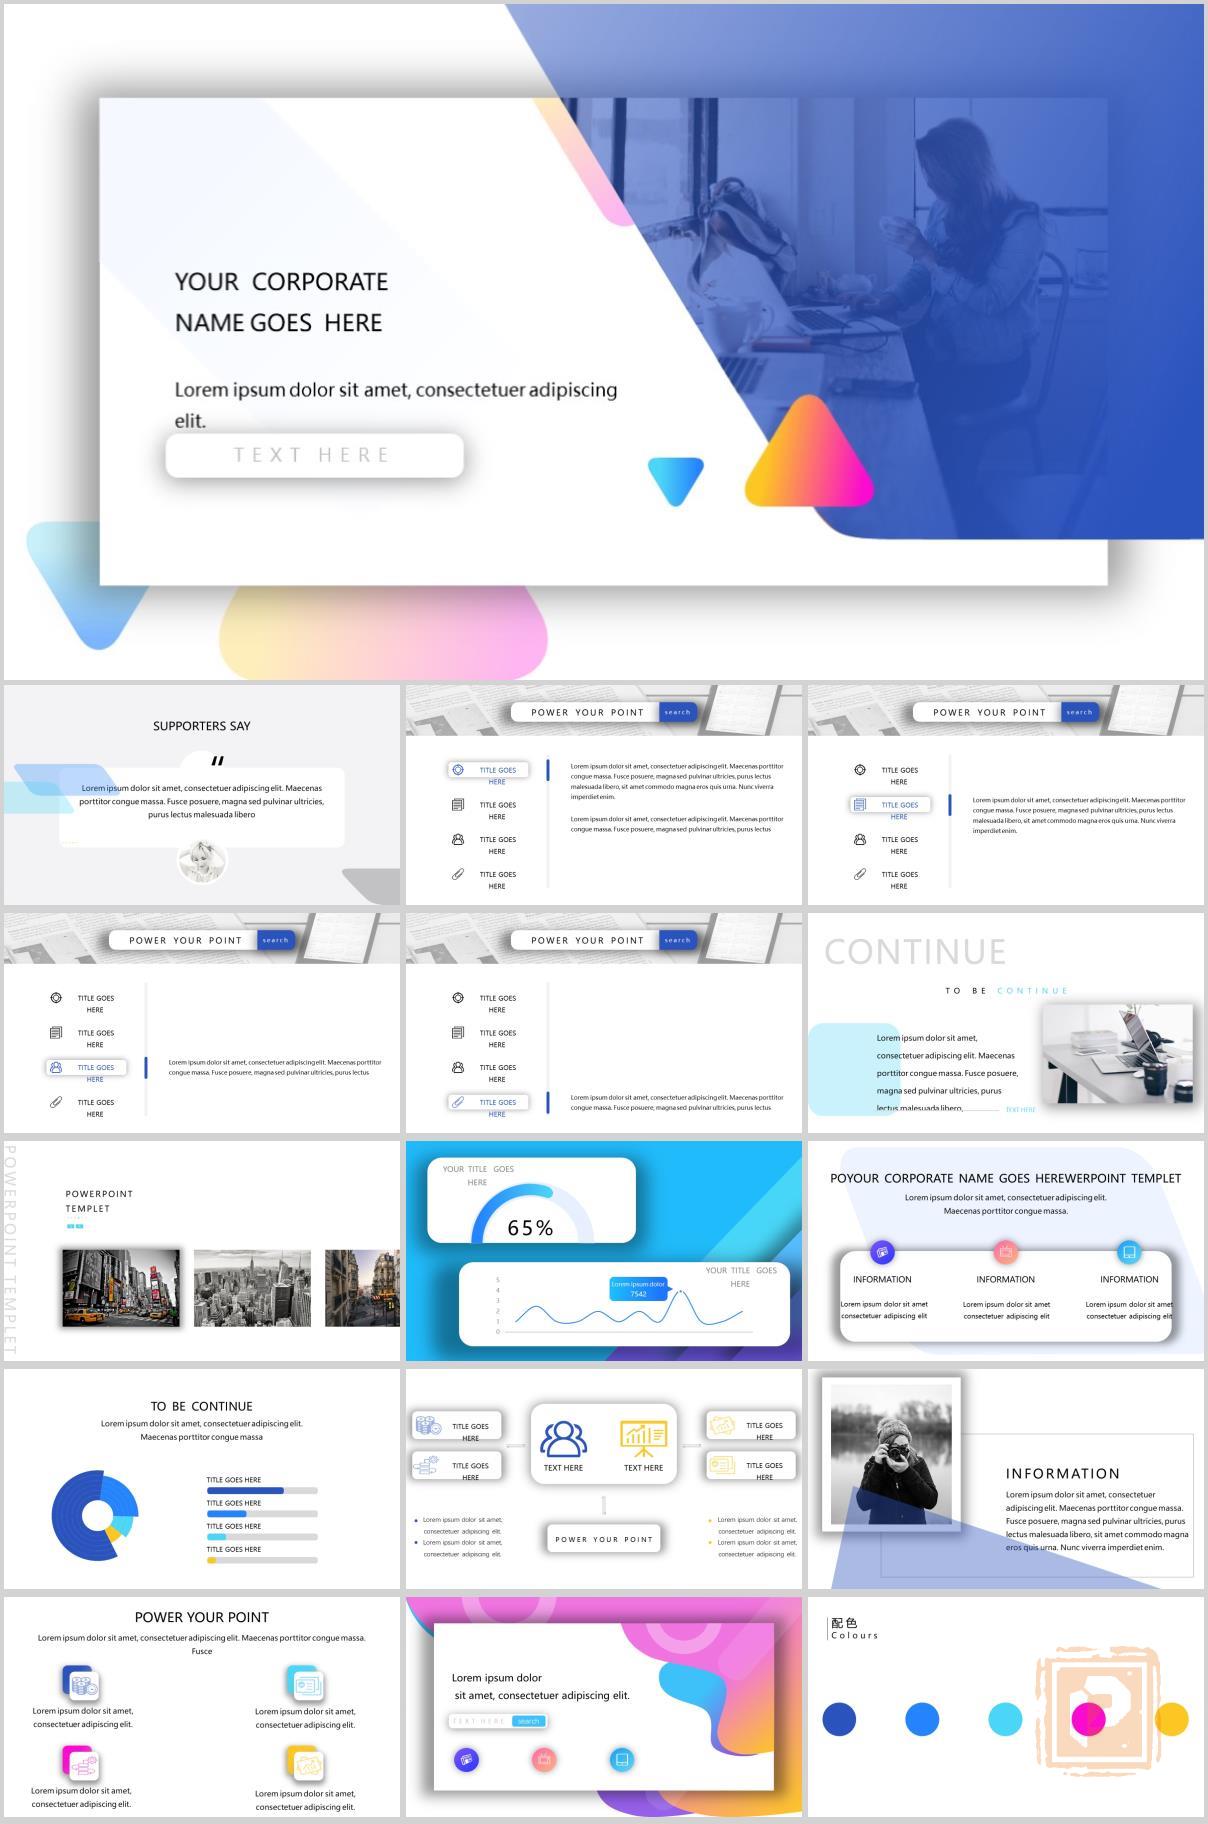 YOUR CORPORATE
NAME GOES HERE
Lorem ipsum dolor sit amet, consectetuer adipiscing
elit.
TEXT HERE
SUPPORTERS SAY
"
Lorem ipsum dolor sit amet, consectetuer adipiscing elit. Maecenas
porttitor congue massa. Fusce posuere, magna sed pulvinar ultricies,
purus lectus malesuada libero
POWER YOUR POINT search
TITLE GOES
HERE
TITLE GOES
HERE
TITLE GOES
HERE
TITLE GOES
HERE
Lorem ipsum dolor sit amet, consectetuer adipiscing elit. Maecenas porttitor
congue massa. Fusce posuere, magna sed pulvinar ultricies, purus lectus
malesuada libero, sit amet commodo magna eros quis urna. Nunc viverra
imperdiet enim.
Lorem ipsum dolor sit amet, consectetuer adipiscing elit. Maecenas porttitor
congue massa. Fusce posuere, magna sed pulvinar ultricies, purus lectus
POWER YOUR POINT search
TITLE GOES
HERE
TITLE GOES
HERE
TITLE GOES
HERE
TITLE GOES
HERE
Lorem ipsum dolor sit amet, consectetuer adipiscing elit. Maecenas porttitor
congue massa. Fusce posuere, magna sed pulvinar ultricies, purus lectus
malesuada libero, sit amet commodo magna eros quis urna. Nunc viverra
imperdiet enim.
POWER YOUR POINT search
TITLE GOES
HERE
TITLE GOES
HERE
TITLE GOES
HERE
TITLE GOES
HERE
Lorem ipsum dolor sit amet, consectetuer adipiscing elit. Maecenas porttitor
congue massa. Fusce posuere, magna sed pulvinar ultricies, purus lectus
POWER YOUR POINT search
TITLE GOES
HERE
TITLE GOES
HERE
TITLE GOES
HERE
TITLE GOES
HERE
Lorem ipsum dolor sit amet, consectetuer adipiscing elit. Maecenas porttitor
congue massa. Fusce posuere, magna sed pulvinar ultricies, purus lectus
CONTINUE
TO BE CONTINUE
Lorem ipsum dolor sit amet,
consectetuer adipiscing elit. Maecenas
porttitor congue massa. Fusce posuere,
magna sed pulvinar ultricies, purus
lectus malesuada libero,
TEXT HERE
POWERPOINT TEMPLET
POWERPOINT
TEMPLET
YOUR TITLE GOES
HERE
65%
YOUR TITLE GOES
HERE
Lorem ipsum dolor
7542
5
4
3
2
1
0
POYOUR CORPORATE NAME GOES HEREWERPOINT TEMPLET
Lorem ipsum dolor sit amet, consectetuer adipiscing elit.
Maecenas porttitor congue massa.
INFORMATION
Lorem ipsum dolor sit amet
consectetuer adipiscing elit
INFORMATION
Lorem ipsum dolor sit amet
consectetuer adipiscing elit
INFORMATION
Lorem ipsum dolor sit amet
consectetuer adipiscing elit
TO BE CONTINUE
Lorem ipsum dolor sit amet, consectetuer adipiscing elit.
Maecenas porttitor congue massa
TITLE GOES HERE
TITLE GOES HERE
TITLE GOES HERE
TITLE GOES HERE
TITLE GOES
HERE
TITLE GOES
HERE
TEXT HERE
TEXT HERE
TITLE GOES
HERE
TITLE GOES
HERE
Lorem ipsum dolor sit amet,
consectetuer adipiscing elit.
Lorem ipsum dolor sit amet,
consectetuer adipiscing elit.
POWER YOUR POINT
Lorem ipsum dolor sit amet,
consectetuer adipiscing elit.
Lorem ipsum dolor sit amet,
consectetuer adipiscing elit.
INFORMATION
Lorem ipsum dolor sit amet, consectetuer
adipiscing elit. Maecenas porttitor congue massa.
Fusce posuere, magna sed pulvinar ultricies, purus
lectus malesuada libero, sit amet commodo magna
eros quis urna. Nunc viverra imperdiet enim.
POWER YOUR POINT
Lorem ipsum dolor sit amet, consectetuer adipiscing elit. Maecenas porttitor congue massa.
Fusce
Lorem ipsum dolor sit amet,
consectetuer adipiscing elit.
Lorem ipsum dolor sit amet,
consectetuer adipiscing elit.
Lorem ipsum dolor sit amet,
consectetuer adipiscing elit.
Lorem ipsum dolor sit amet,
consectetuer adipiscing elit.
Lorem ipsum dolor
sit amet, consectetuer adipiscing elit.
TEXT HERE search
配色
Colours